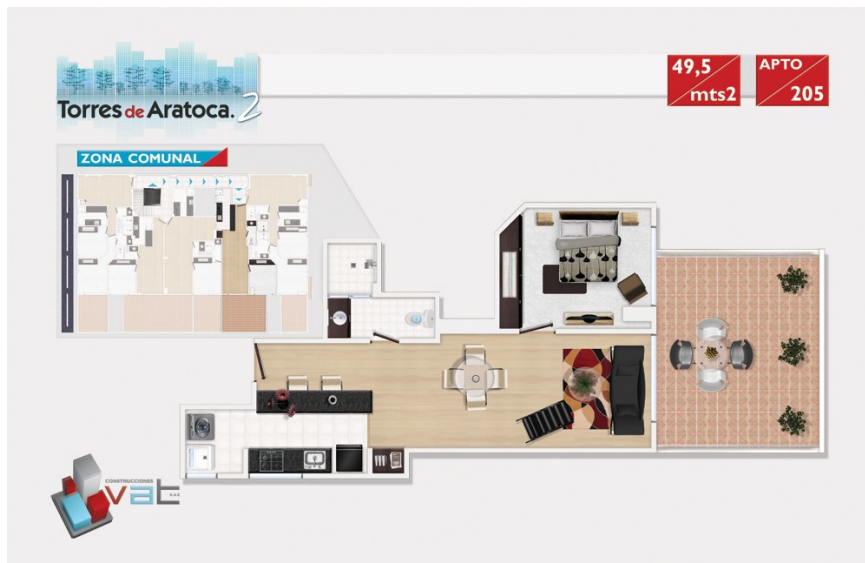 Torres de Aratoca. 2
49,5
mts2
APTO
205
ZONA COMUNAL
CONSTRUCCIONES
vat S.A.S